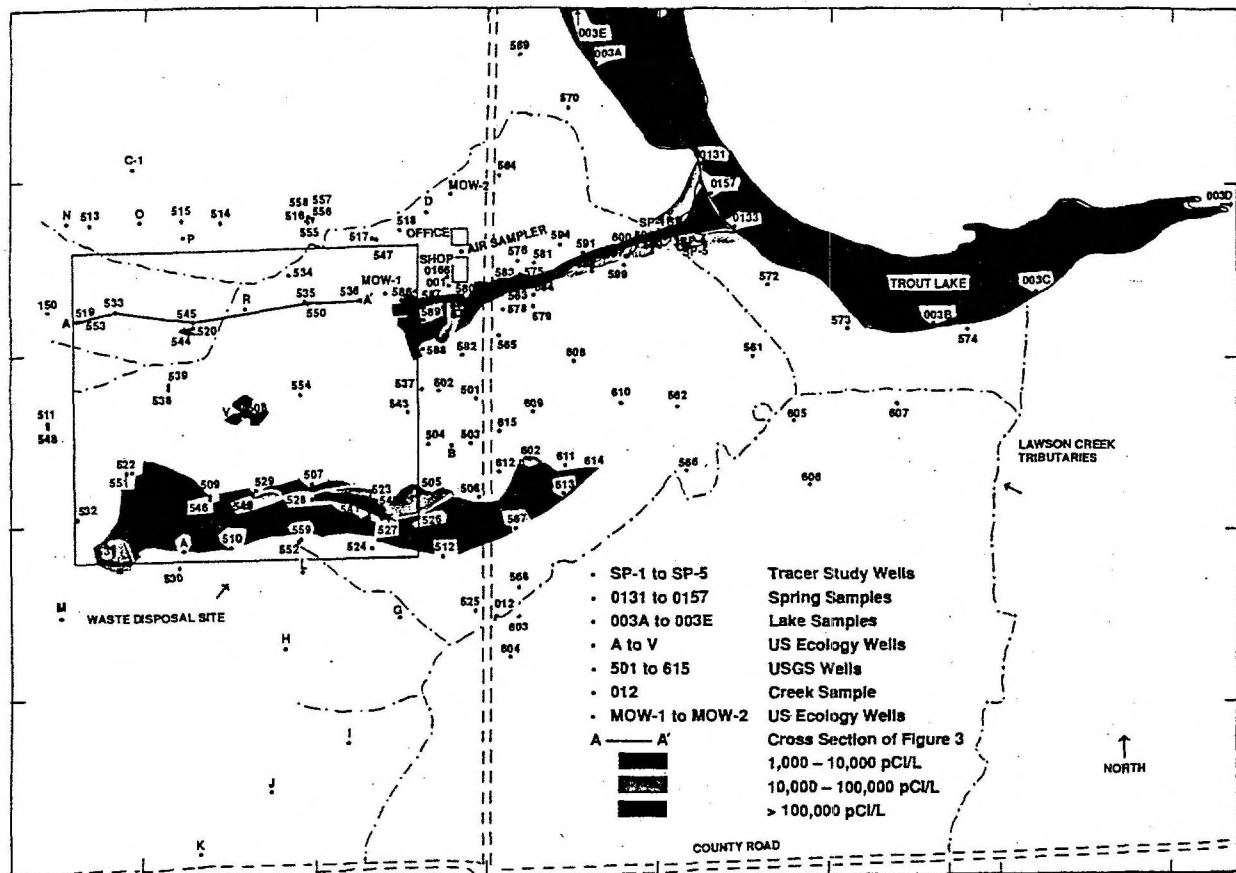 003E
569
003A
570
C-1
564
0131
0157
MOW-2
N
513
O
515
514
558
557
516
556
555
D
518
517
P
547
OFFICE
AIR SAMPLER
0133
003D
SHOP
0166
001
576
594
581
591
600
599
SP-5
534
MOW-1
583
575
572
TROUT LAKE
003C
150
519
533
A
553
545
520
544
R
535
550
536
A'
587
589
588
582
578
579
565
573
003B
574
539
538
554
537
502
501
543
608
561
609
610
562
605
607
511
548
504
B
503
615
612
602
611
614
566
606
LAWSON CREEK
TRIBUTARIES
522
551
509
529
507
523
505
506
613
546
528
527
526
567
532
A
510
559
552
524
512
530
568
WASTE DISPOSAL SITE
M
G
525
012
603
604
H
I
J
K
SP-1 to SP-5 Tracer Study Wells
0131 to 0157 Spring Samples
003A to 003E Lake Samples
A to V US Ecology Wells
501 to 615 USGS Wells
012 Creek Sample
MOW-1 to MOW-2 US Ecology Wells
A A' Cross Section of Figure 3
1,000 – 10,000 pCi/L
10,000 – 100,000 pCi/L
> 100,000 pCi/L
NORTH
COUNTY ROAD